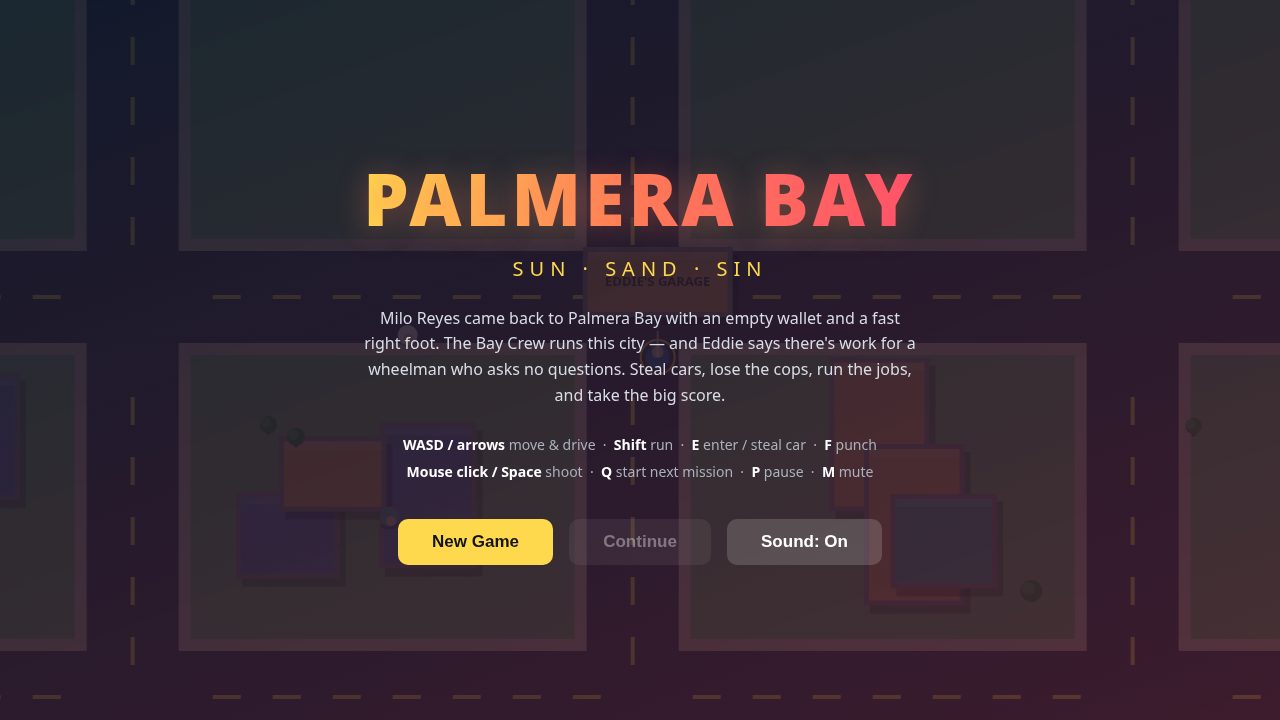 PALMERA BAY
SUN · SAND · SIN
EDDIE'S GARAGE
Milo Reyes came back to Palmera Bay with an empty wallet and a fast
right foot. The Bay Crew runs this city — and Eddie says there's work for a
wheelman who asks no questions. Steal cars, lose the cops, run the jobs,
and take the big score.
WASD / arrows move & drive · Shift run · E enter / steal car · F punch
Mouse click / Space shoot · Q start next mission · P pause · M mute
New Game
Continue
Sound: On